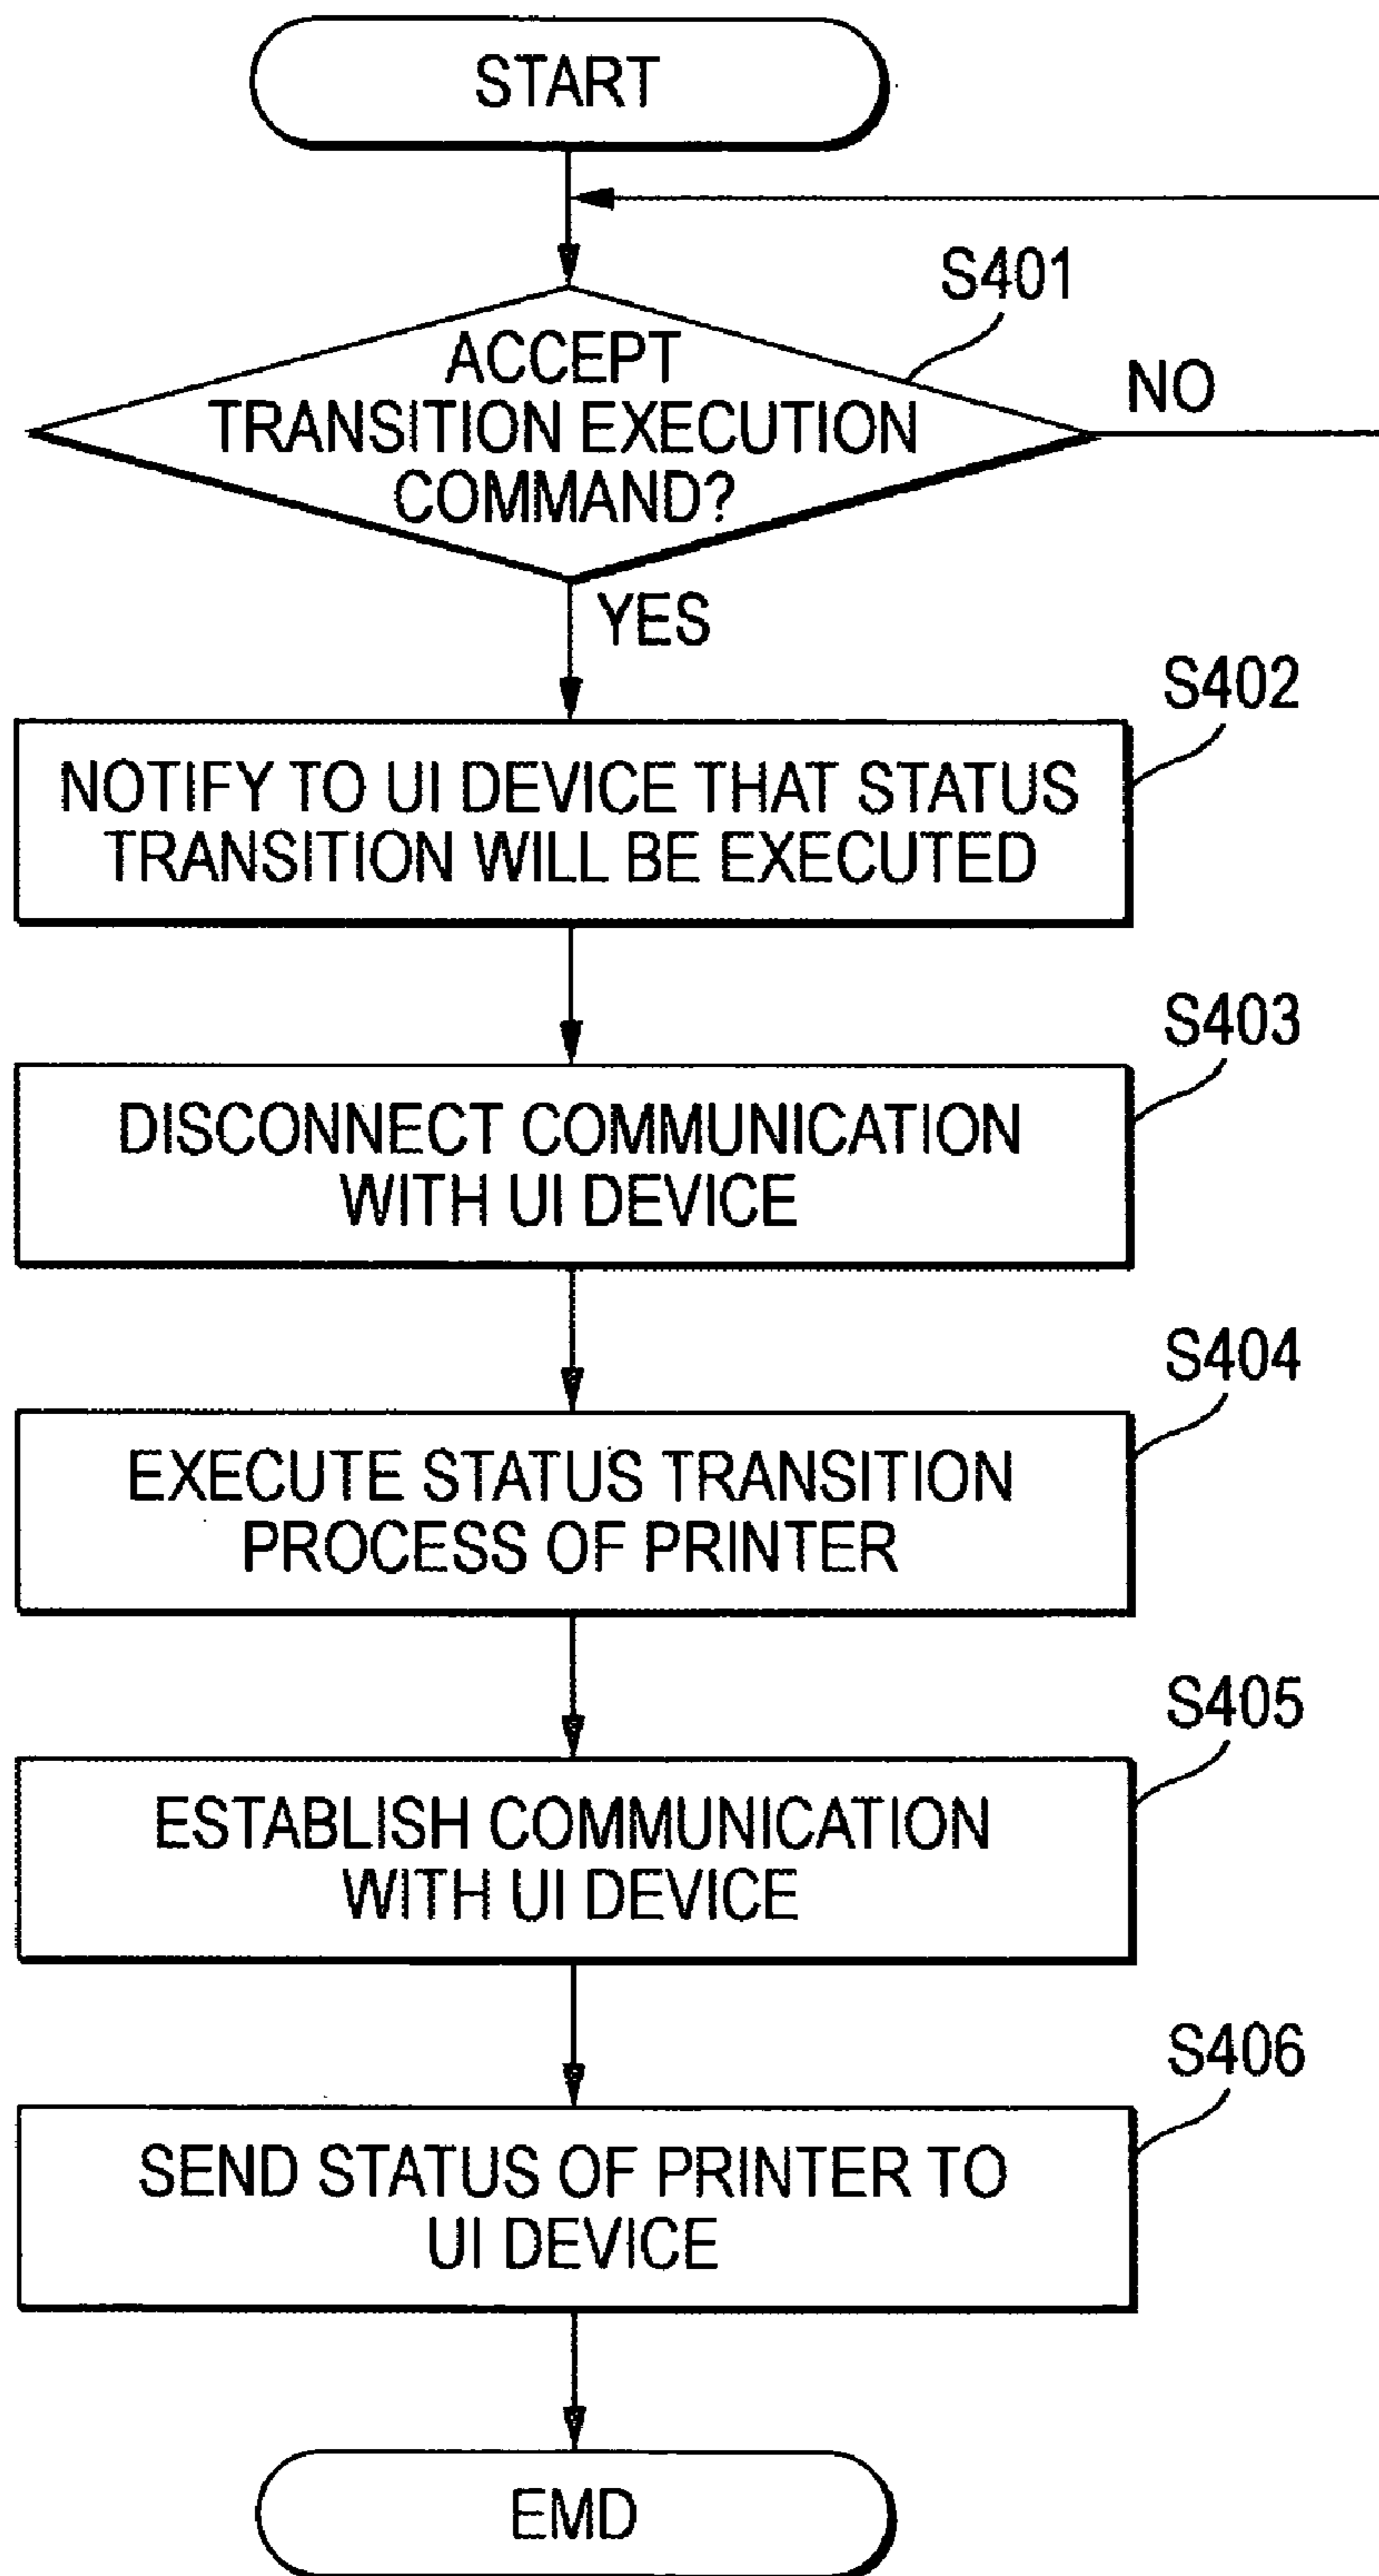 START
S401
ACCEPT
TRANSITION EXECUTION
COMMAND?
NO
YES
S402
NOTIFY TO UI DEVICE THAT STATUS
TRANSITION WILL BE EXECUTED
S403
DISCONNECT COMMUNICATION
WITH UI DEVICE
S404
EXECUTE STATUS TRANSITION
PROCESS OF PRINTER
S405
ESTABLISH COMMUNICATION
WITH UI DEVICE
S406
SEND STATUS OF PRINTER TO
UI DEVICE
EMD